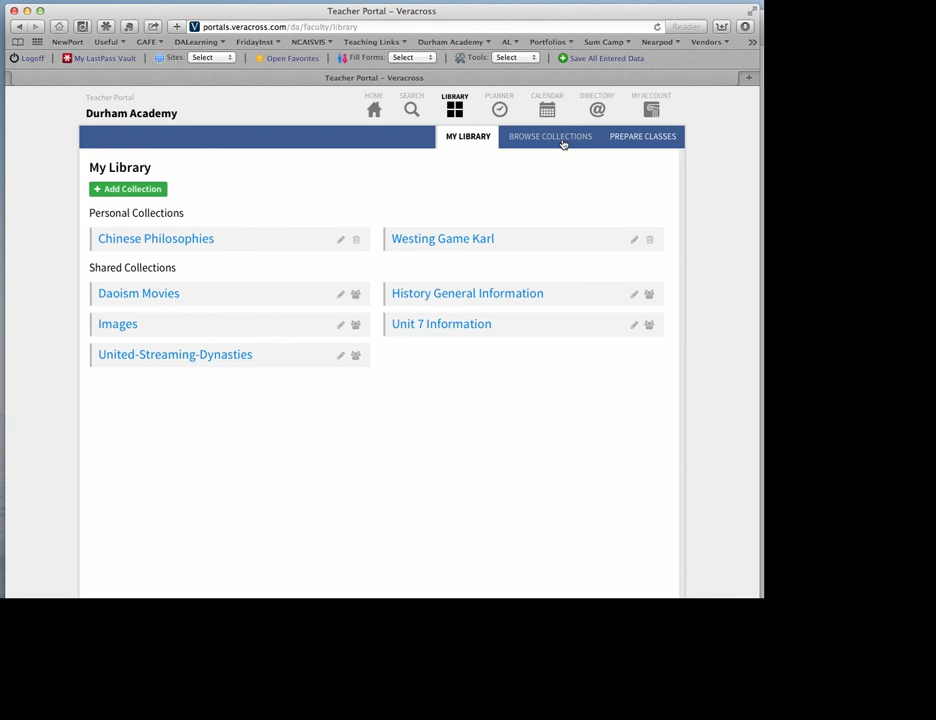 Teacher Portal – Veracross
portals.veracross.com/da/faculty/library
Reader
NewPort Useful GAFE DALearning FridayInst NCAISVIS Teaching Links Durham Academy AL Portfolios Sum Camp Nearpod Vendors
Logoff My LastPass Vault Sites: Select Open Favorites Fill Forms: Select Tools: Select Save All Entered Data
Teacher Portal – Veracross
Teacher Portal
Durham Academy
HOME SEARCH LIBRARY PLANNER CALENDAR DIRECTORY MY ACCOUNT
MY LIBRARY BROWSE COLLECTIONS PREPARE CLASSES
My Library
+ Add Collection
Personal Collections
Chinese Philosophies Westing Game Karl
Shared Collections
Daoism Movies History General Information
Images Unit 7 Information
United-Streaming-Dynasties